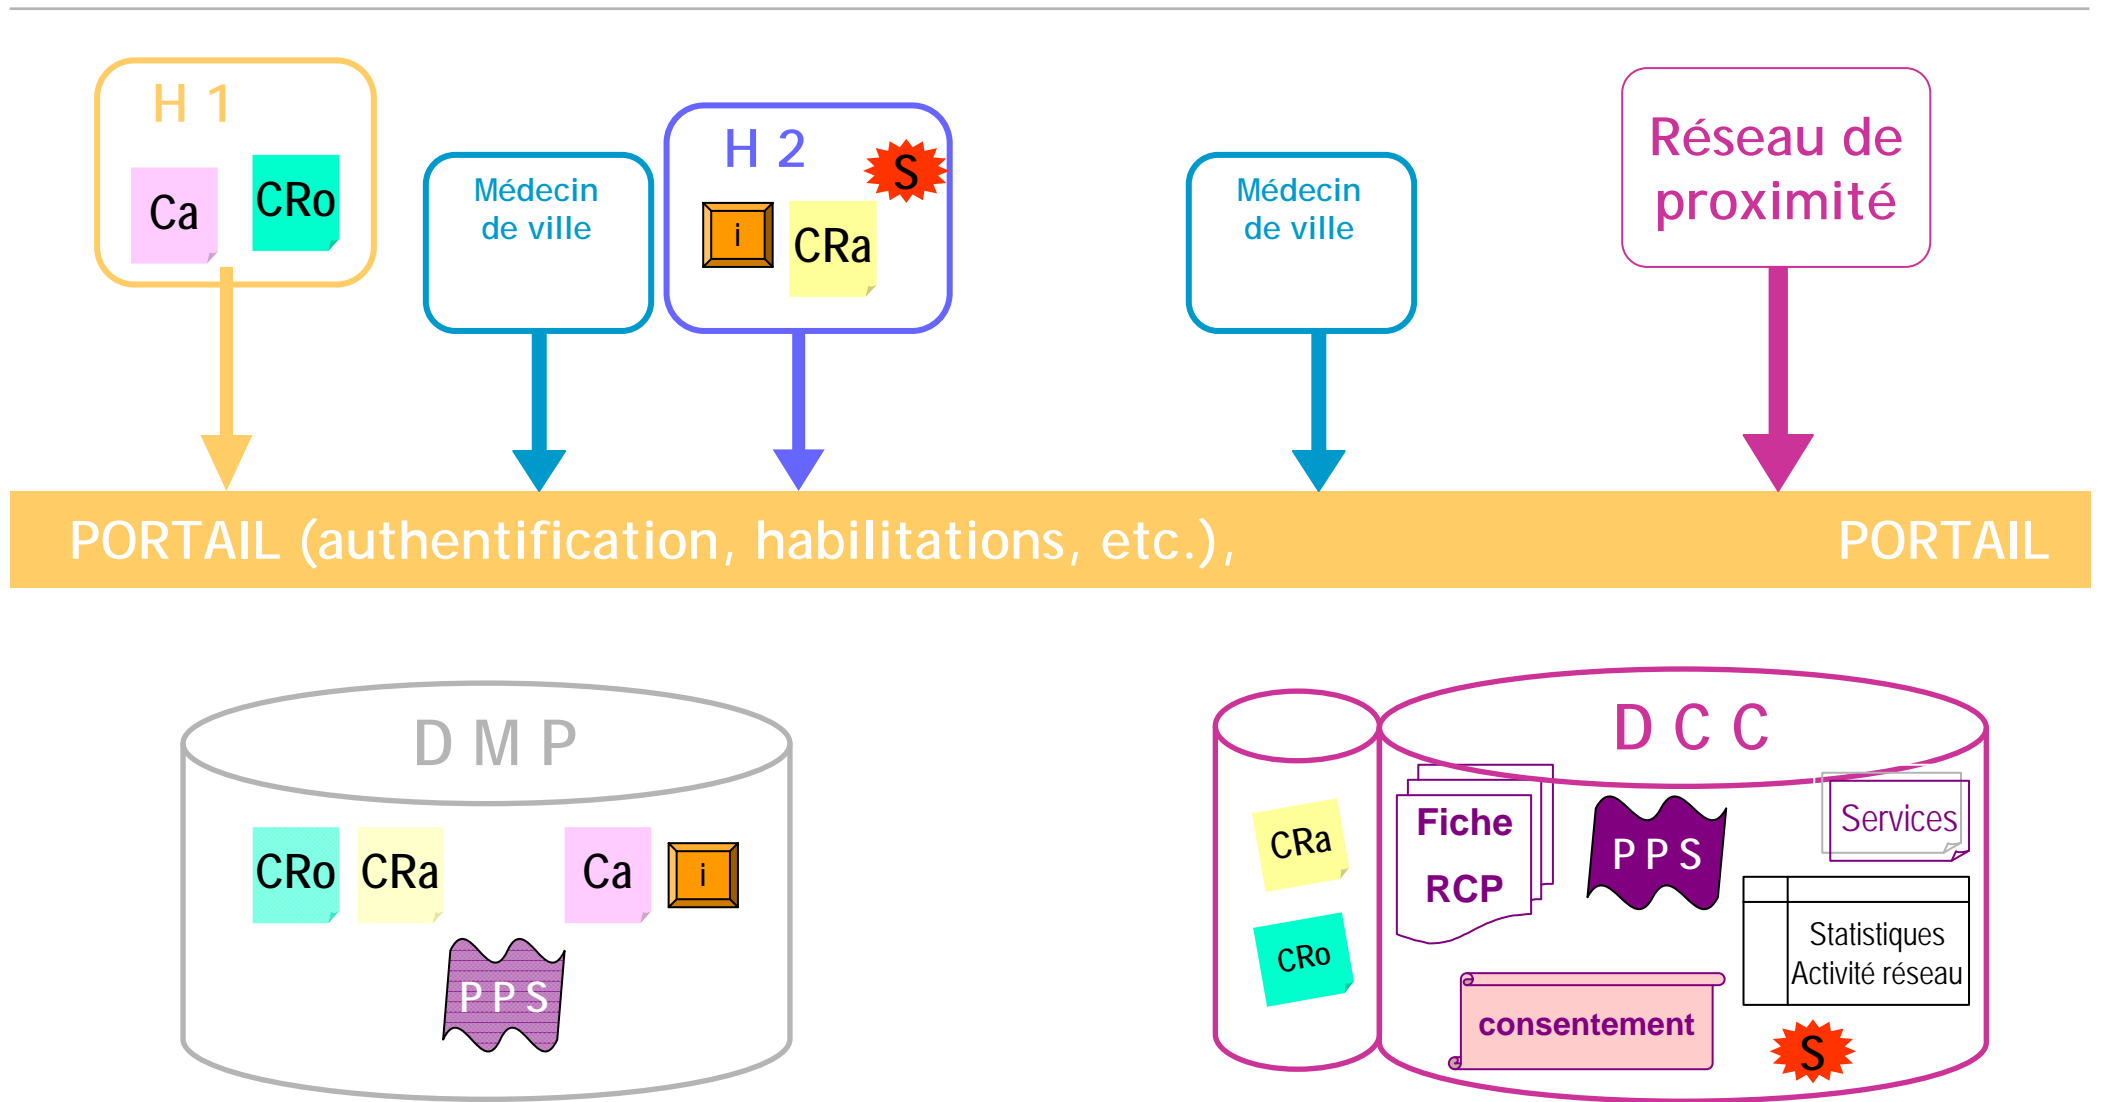 H 1
Ca
CRo
Médecin
de ville
H 2
S
i
CRa
Médecin
de ville
Réseau de
proximité
PORTAIL (authentification, habilitations, etc.),
PORTAIL
D M P
CRo
CRa
Ca
i
P P S
D C C
CRa
CRo
Fiche
RCP
P P S
Services
Statistiques
Activité réseau
consentement
S